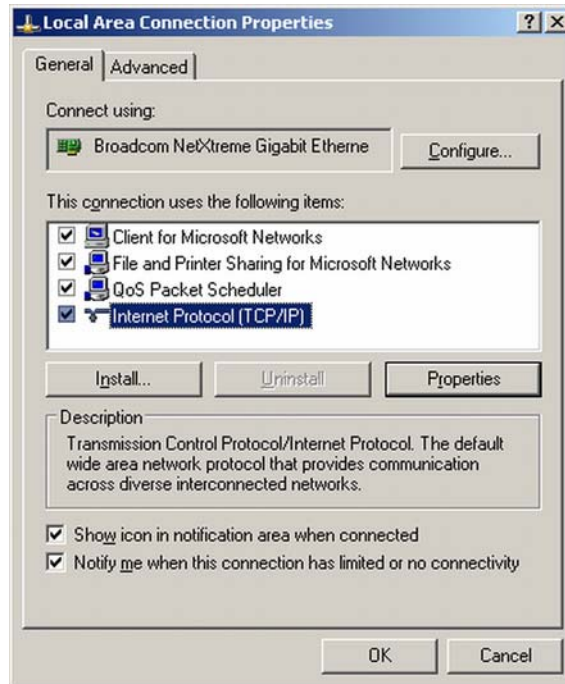 Local Area Connection Properties
General Advanced
Connect using:
Broadcom NetXtreme Gigabit Etherne Configure...
This connection uses the following items:
Client for Microsoft Networks
File and Printer Sharing for Microsoft Networks
QoS Packet Scheduler
Internet Protocol (TCP/IP)
Install... Uninstall Properties
Description
Transmission Control Protocol/Internet Protocol. The default
wide area network protocol that provides communication
across diverse interconnected networks.
Show icon in notification area when connected
Notify me when this connection has limited or no connectivity
OK Cancel